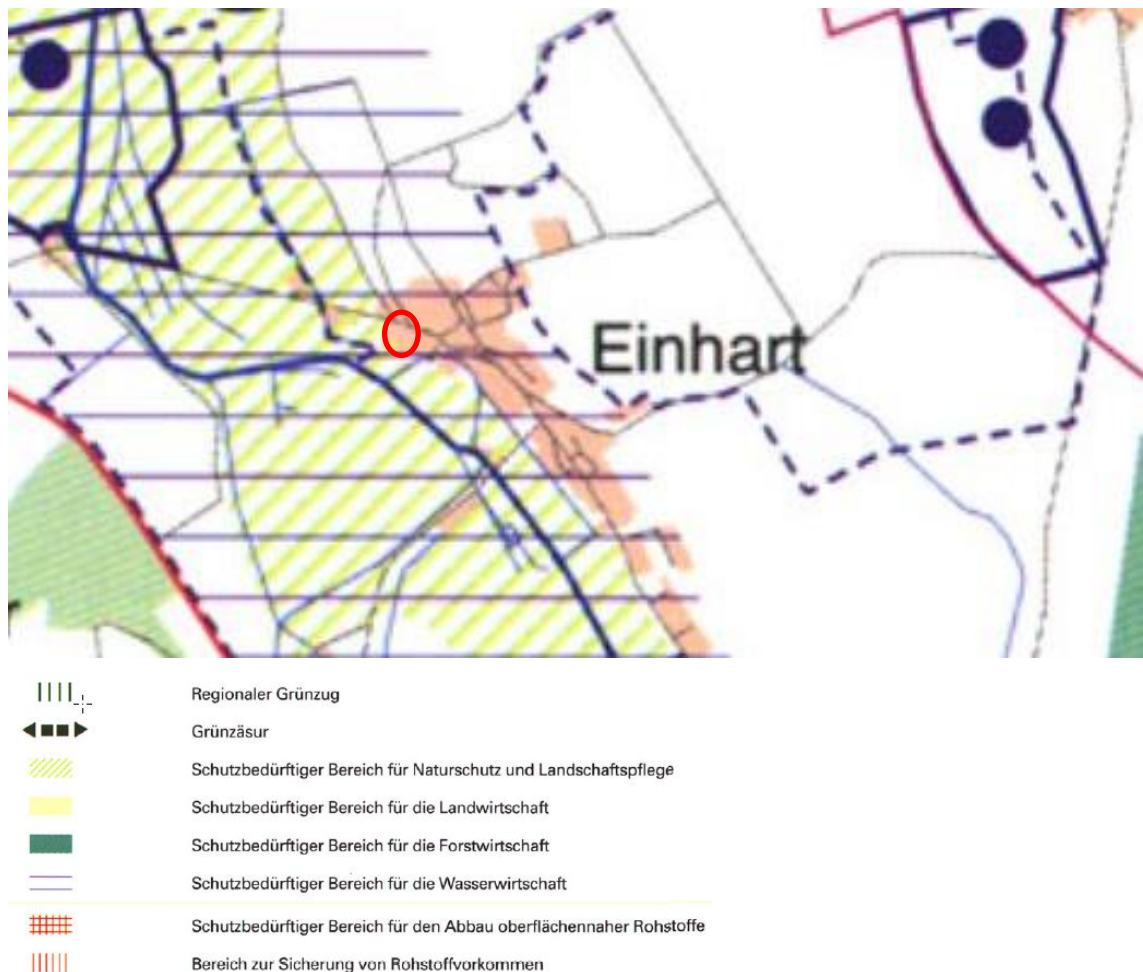 Einhart
Regionaler Grünzug
Grünzäsur
Schutzbedürftiger Bereich für Naturschutz und Landschaftspflege
Schutzbedürftiger Bereich für die Landwirtschaft
Schutzbedürftiger Bereich für die Forstwirtschaft
Schutzbedürftiger Bereich für die Wasserwirtschaft
Schutzbedürftiger Bereich für den Abbau oberflächennaher Rohstoffe
Bereich zur Sicherung von Rohstoffvorkommen